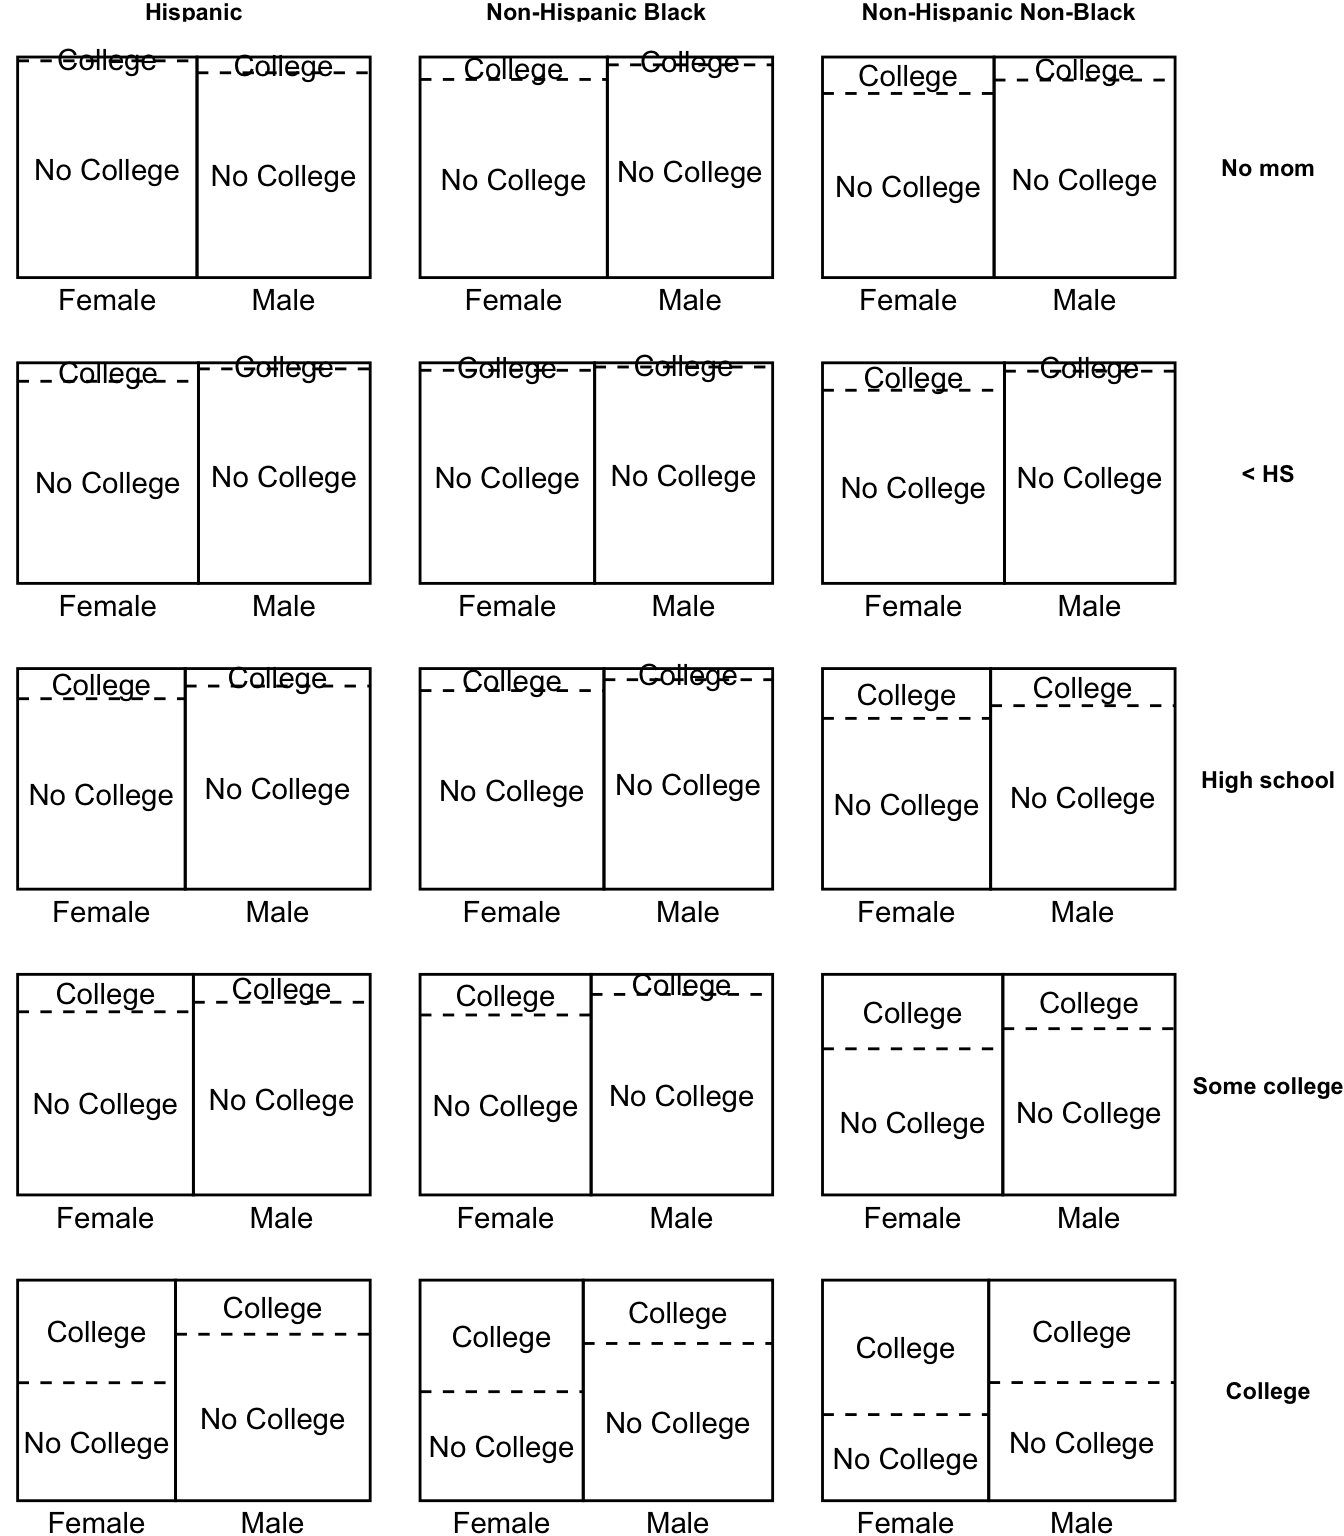 Hispanic Non-Hispanic Black Non-Hispanic Non-Black
College College College College College College
No College No College No College No College No College No College No mom
Female Male Female Male Female Male
College College College College College College
No College No College No College No College No College No College < HS
Female Male Female Male Female Male
College College College College College College
No College No College No College No College No College No College High school
Female Male Female Male Female Male
College College College College College College
No College No College No College No College No College No College Some college
Female Male Female Male Female Male
College College College College College College
No College No College No College No College No College No College College
Female Male Female Male Female Male